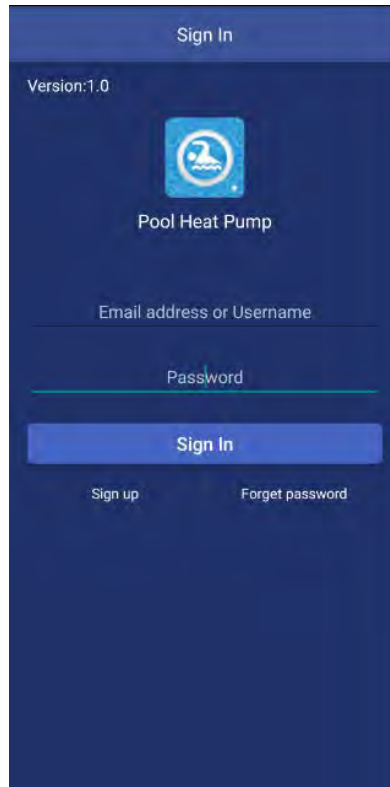 Sign In
Version:1.0
Pool Heat Pump
Email address or Username
Password
Sign In
Sign up Forget password